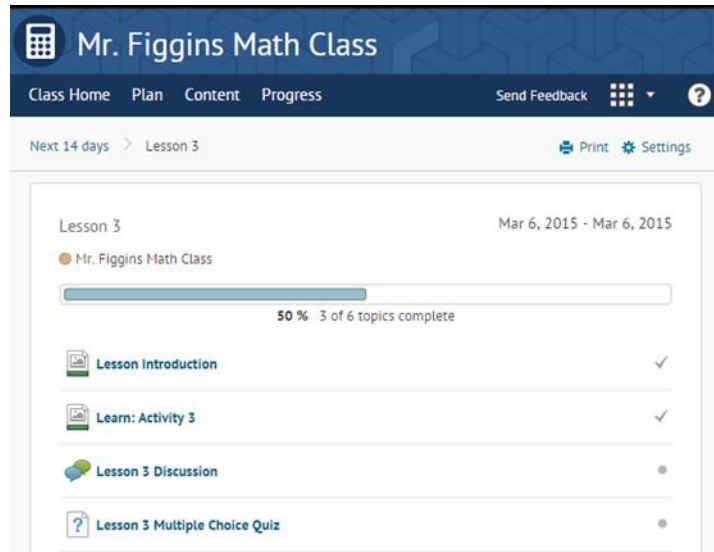 Mr. Figgins Math Class
Class Home Plan Content Progress Send Feedback ?
Next 14 days > Lesson 3 Print Settings
Lesson 3 Mar 6, 2015 - Mar 6, 2015
Mr. Figgins Math Class
50 % 3 of 6 topics complete
Lesson Introduction
Learn: Activity 3
Lesson 3 Discussion
? Lesson 3 Multiple Choice Quiz